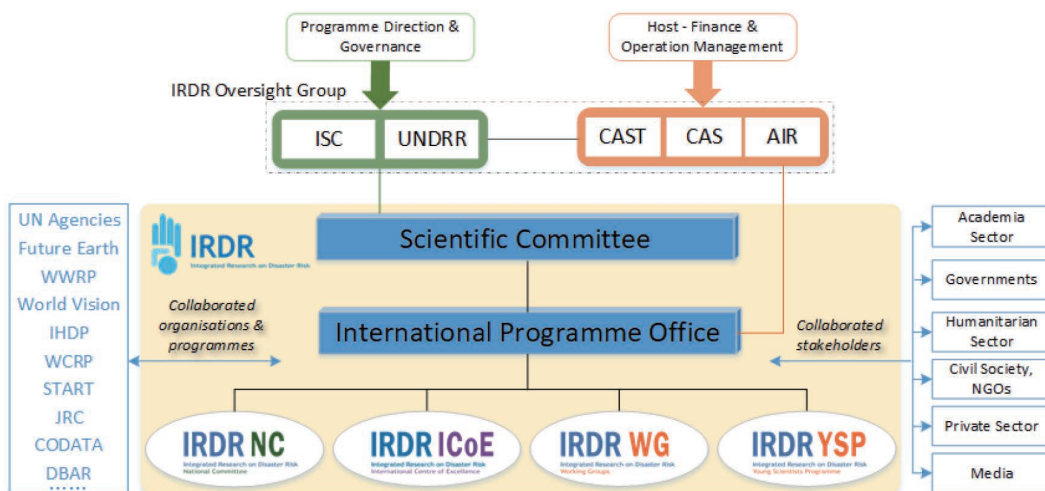 Programme Direction &
Governance
Host - Finance &
Operation Management
IRDR Oversight Group
ISC
UNDRR
CAST
CAS
AIR
UN Agencies
Future Earth
WWRP
World Vision
IHDP
WCRP
START
JRC
CODATA
DBAR
......
IRDR
Integrated Research on Disaster Risk
Scientific Committee
Collaborated
organisations &
programmes
International Programme Office
Collaborated
stakeholders
IRDR NC
Integrated Research on Disaster Risk
National Committee
IRDR ICoE
Integrated Research on Disaster Risk
International Centre of Excellence
IRDR WG
Integrated Research on Disaster Risk
Working Groups
IRDR YSP
Integrated Research on Disaster Risk
Young Scientists Programme
Academia
Sector
Governments
Humanitarian
Sector
Civil Society,
NGOs
Private Sector
Media